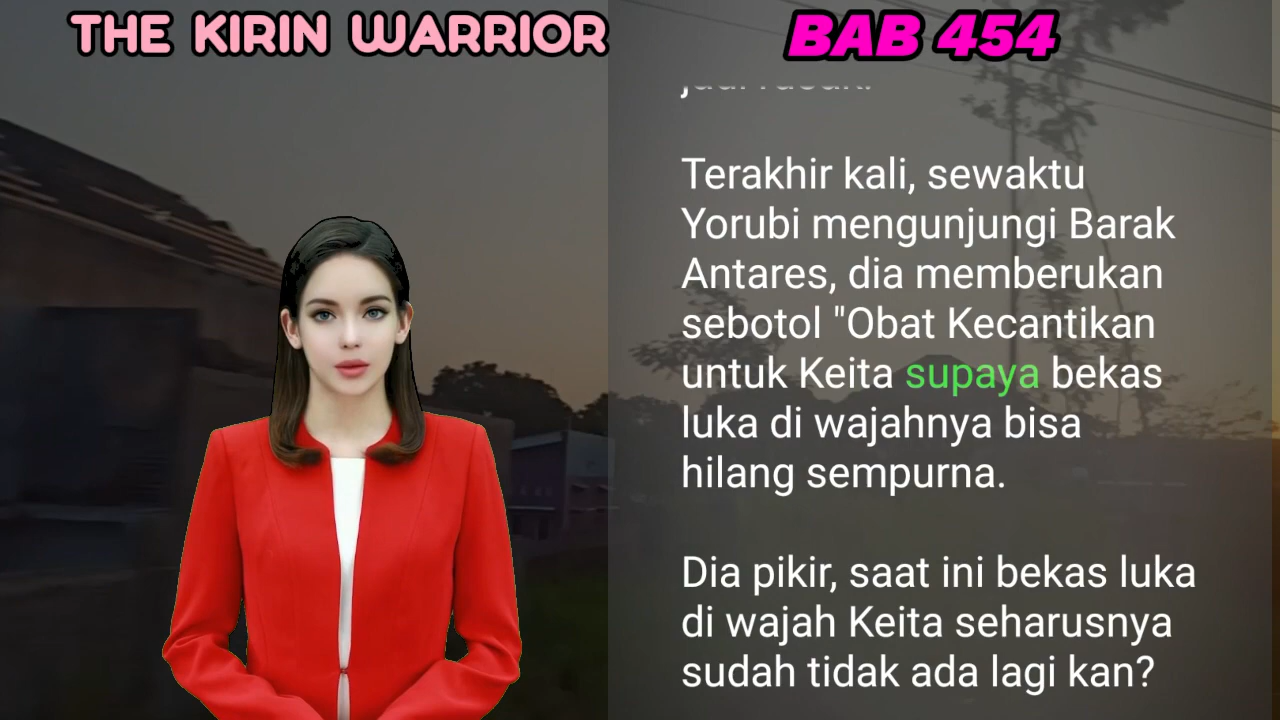 THE KIRIN WARRIOR
BAB 454
Terakhir kali, sewaktu
Yorubi mengunjungi Barak
Antares, dia memberukan
sebotol "Obat Kecantikan
untuk Keita supaya bekas
luka di wajahnya bisa
hilang sempurna.
Dia pikir, saat ini bekas luka
di wajah Keita seharusnya
sudah tidak ada lagi kan?